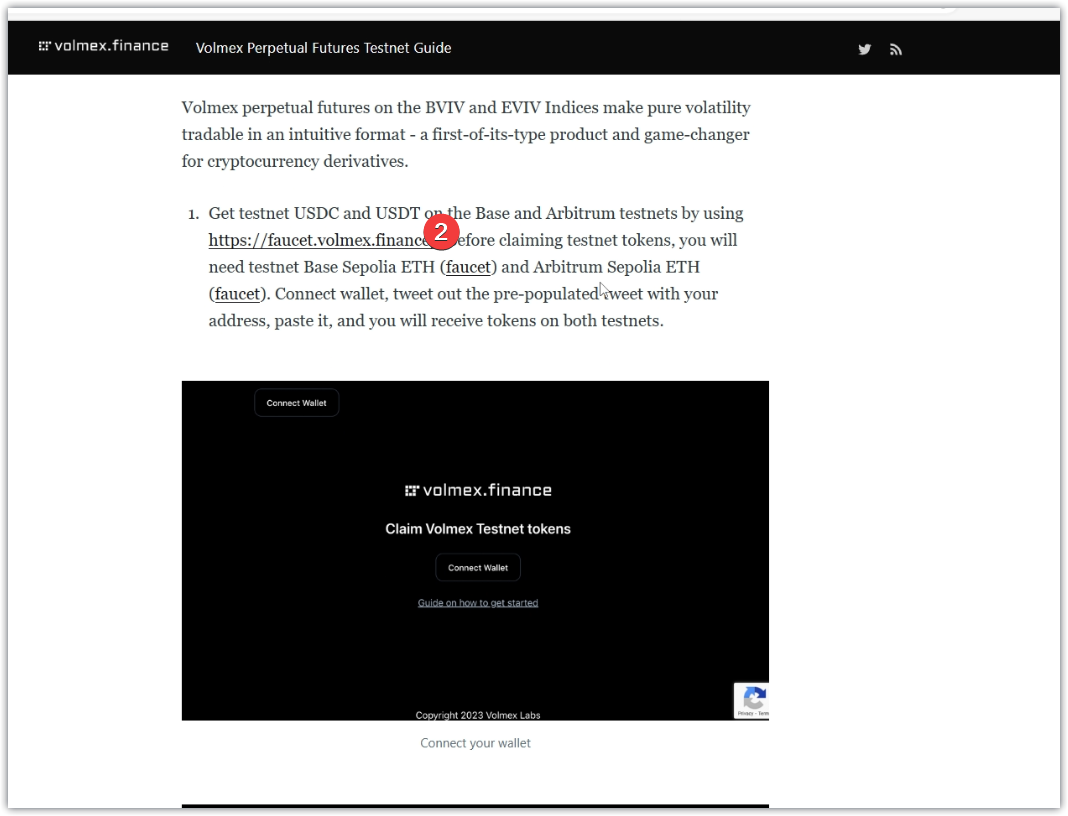 volmex.finance Volmex Perpetual Futures Testnet Guide
Volmex perpetual futures on the BVIV and EVIV Indices make pure volatility
tradable in an intuitive format - a first-of-its-type product and game-changer
for cryptocurrency derivatives.
1. Get testnet USDC and USDT on the Base and Arbitrum testnets by using
https://faucet.volmex.finance 2 efore claiming testnet tokens, you will
need testnet Base Sepolia ETH (faucet) and Arbitrum Sepolia ETH
(faucet). Connect wallet, tweet out the pre-populated tweet with your
address, paste it, and you will receive tokens on both testnets.
Connect Wallet
volmex.finance
Claim Volmex Testnet tokens
Connect Wallet
Guide on how to get started
Privacy - Term
Copyright 2023 Volmex Labs
Connect your wallet